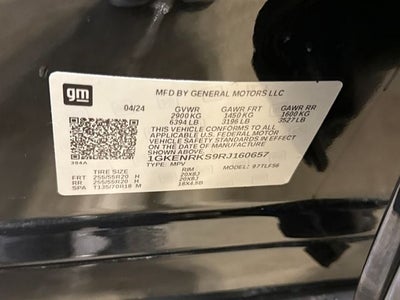 gm
MFD BY GENERAL MOTORS LLC
04/24 GVWR GAWR FRT GAWR RR
2900 KG 1450 KG 1600 KG
6394 LB 3196 LB 3527 LB
THIS VEHICLE CONFORMS TO ALL
APPLICABLE U.S. FEDERAL MOTOR
VEHICLE SAFETY STANDARDS IN EFFECT
ON THE DATE OF MANUFACTURE
SHOWN ABOVE.
1GKENRKS9RJ160657
TYPE: MPV
394A
TIRE SIZE RIM MODEL: 97TLF56
FRT 255/55R20 H 20X8J
RR 255/55R20 H 20X8J
SPA T135/70R18 M 18X4.5B